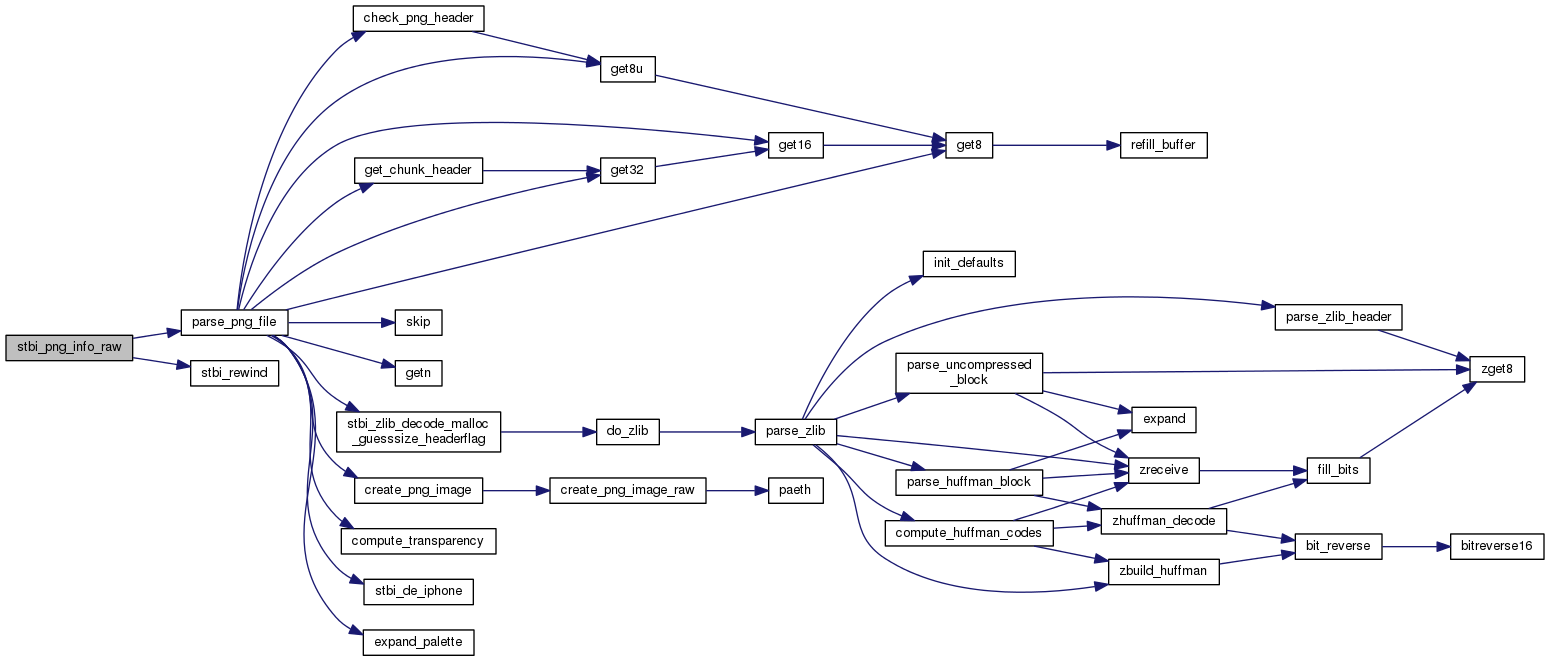 check_png_header
get8u
get16
get8
refill_buffer
get_chunk_header
get32
init_defaults
parse_zlib_header
parse_png_file
skip
stbi_png_info_raw
stbi_rewind
getn
parse_uncompressed
_block
zget8
expand
stbi_zlib_decode_malloc
_guesssize_headerflag
do_zlib
parse_zlib
zreceive
fill_bits
parse_huffman_block
create_png_image
create_png_image_raw
paeth
zhuffman_decode
compute_huffman_codes
compute_transparency
bit_reverse
bitreverse16
zbuild_huffman
stbi_de_iphone
expand_palette